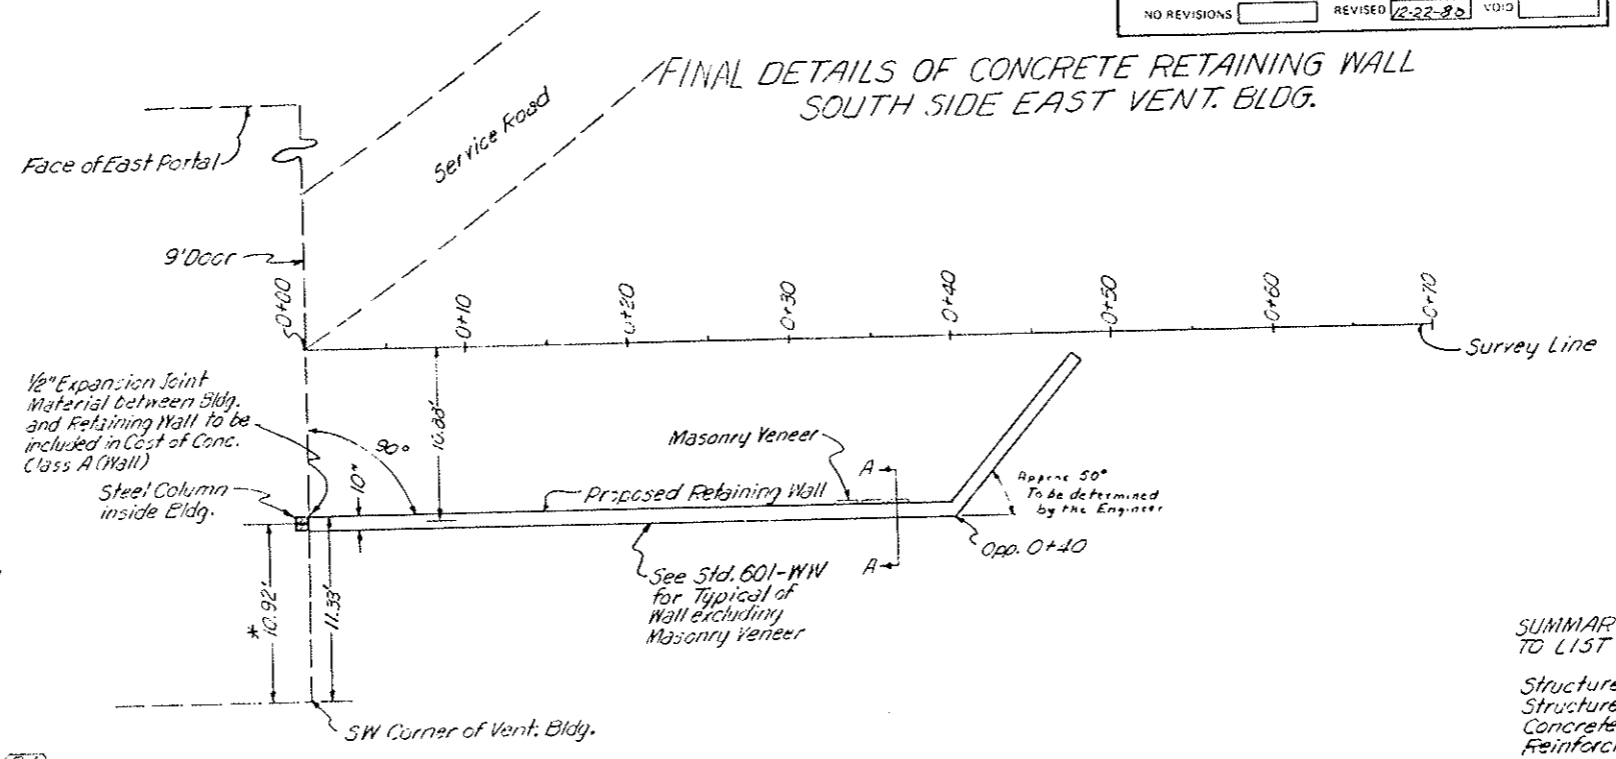 NO REVISIONS REVISED 12-22-80 VOID
FINAL DETAILS OF CONCRETE RETAINING WALL
SOUTH SIDE EAST VENT. BLDG.
Face of East Portal
Service Road
9' Door
0+00
0+10
0+20
0+30
0+40
0+50
0+60
0+70
Survey Line
1/2" Expansion Joint
Material between Bldg.
and Retaining Wall to be
included in Cost of Conc.
Class A (Wall)
Steel Column
inside Bldg.
90°
10"
Masonry Veneer
Proposed Retaining Wall
A
A
Approx 50°
To be determined
by the Engineer
Opp. 0+40
See Std. 601-WW
for Typical of
Wall excluding
Masonry Veneer
* 10.92'
11.33'
SW Corner of Vent. Bldg.
SUMMAR
TO LIST
Structure
Structure
Concrete
Reinforc